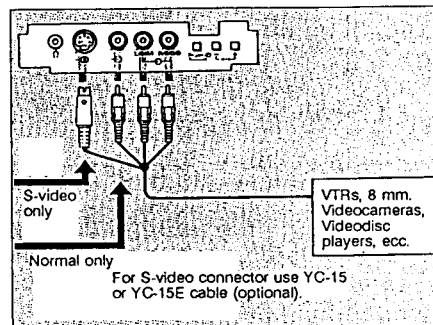 S-video
only
Normal only
VTRs, 8 mm.
Videocameras,
Videodisc
players, ecc.
For S-video connector use YC-15
or YC-15E cable (optional).